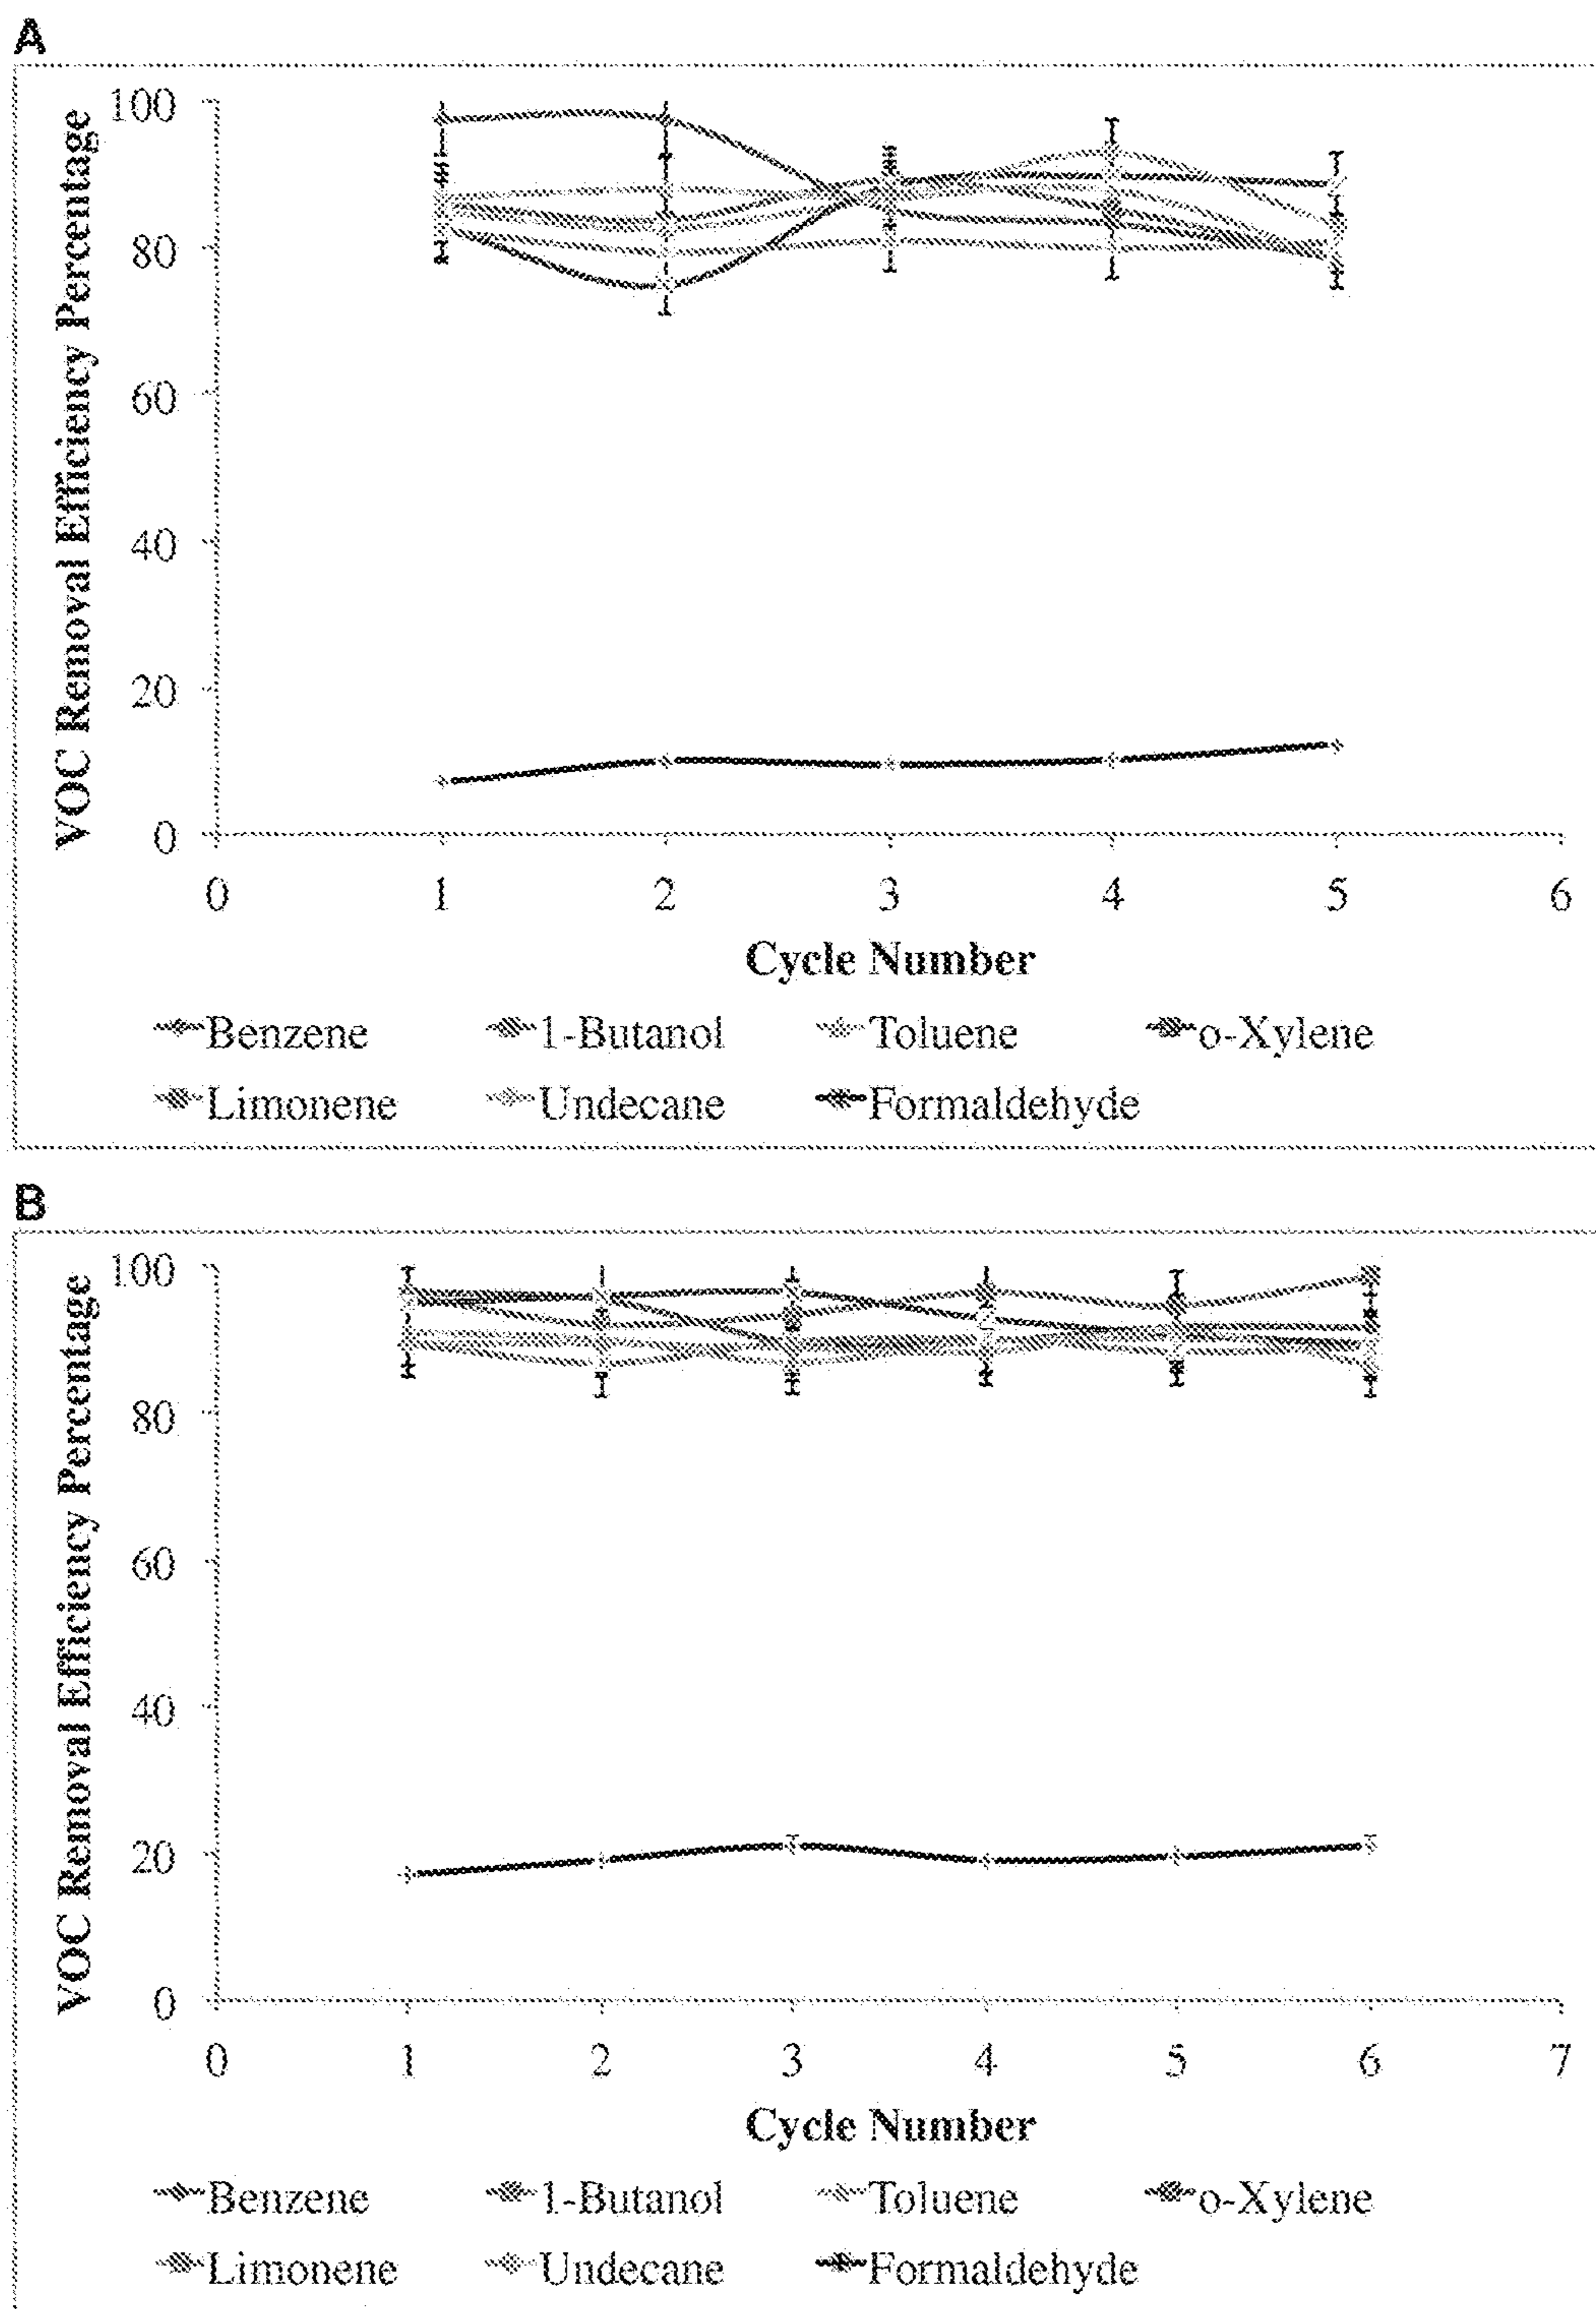 A
VOC Removal Efficiency Percentage
100
80
60
40
20
0
0 1 2 3 4 5 6
Cycle Number
Benzene 1-Butanol Toluene o-Xylene
Limonene Undecane Formaldehyde
B
VOC Removal Efficiency Percentage
100
80
60
40
20
0
0 1 2 3 4 5 6 7
Cycle Number
Benzene 1-Butanol Toluene o-Xylene
Limonene Undecane Formaldehyde